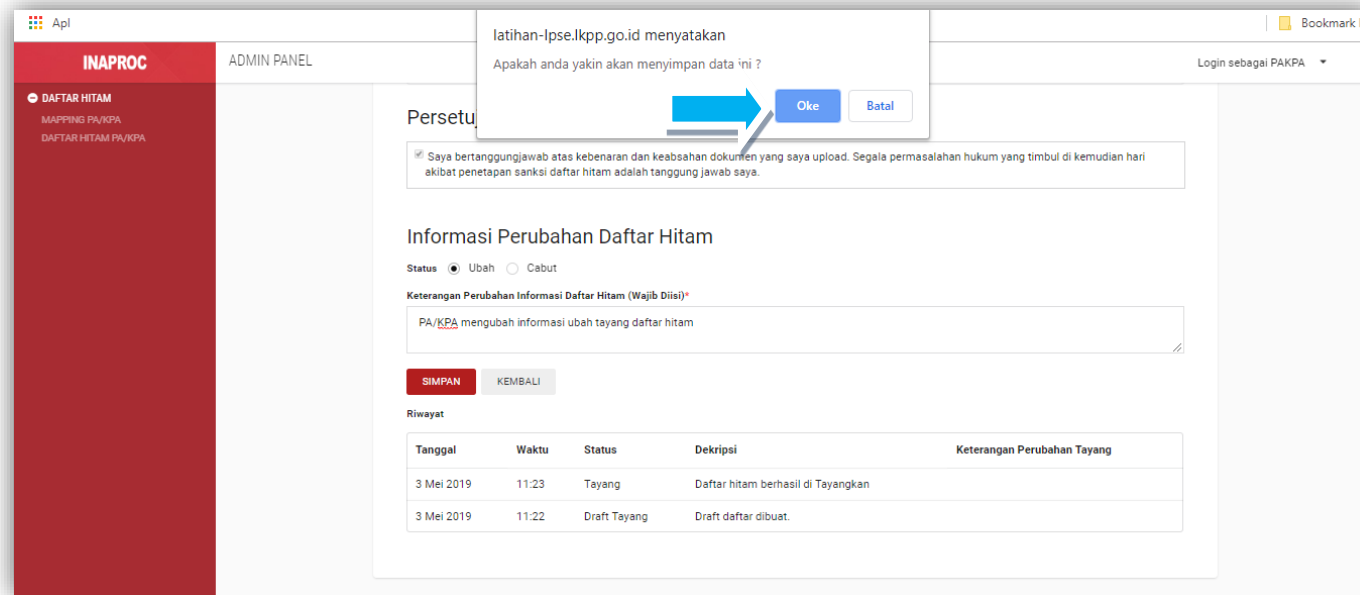 Apl
Bookmark
latihan-lpse.lkpp.go.id menyatakan
Apakah anda yakin akan menyimpan data ini ?
Oke
Batal
INAPROC
ADMIN PANEL
Login sebagai PAKPA
DAFTAR HITAM
MAPPING PA/KPA
DAFTAR HITAM PA/KPA
Persetuj
Saya bertanggungjawab atas kebenaran dan keabsahan dokumen yang saya upload. Segala permasalahan hukum yang timbul di kemudian hari
akibat penetapan sanksi daftar hitam adalah tanggung jawab saya.
Informasi Perubahan Daftar Hitam
Status Ubah Cabut
Keterangan Perubahan Informasi Daftar Hitam (Wajib Diisi)*
PA/KPA mengubah informasi ubah tayang daftar hitam
SIMPAN KEMBALI
Riwayat
Tanggal Waktu Status Dekripsi Keterangan Perubahan Tayang
3 Mei 2019 11:23 Tayang Daftar hitam berhasil di Tayangkan
3 Mei 2019 11:22 Draft Tayang Draft daftar dibuat.